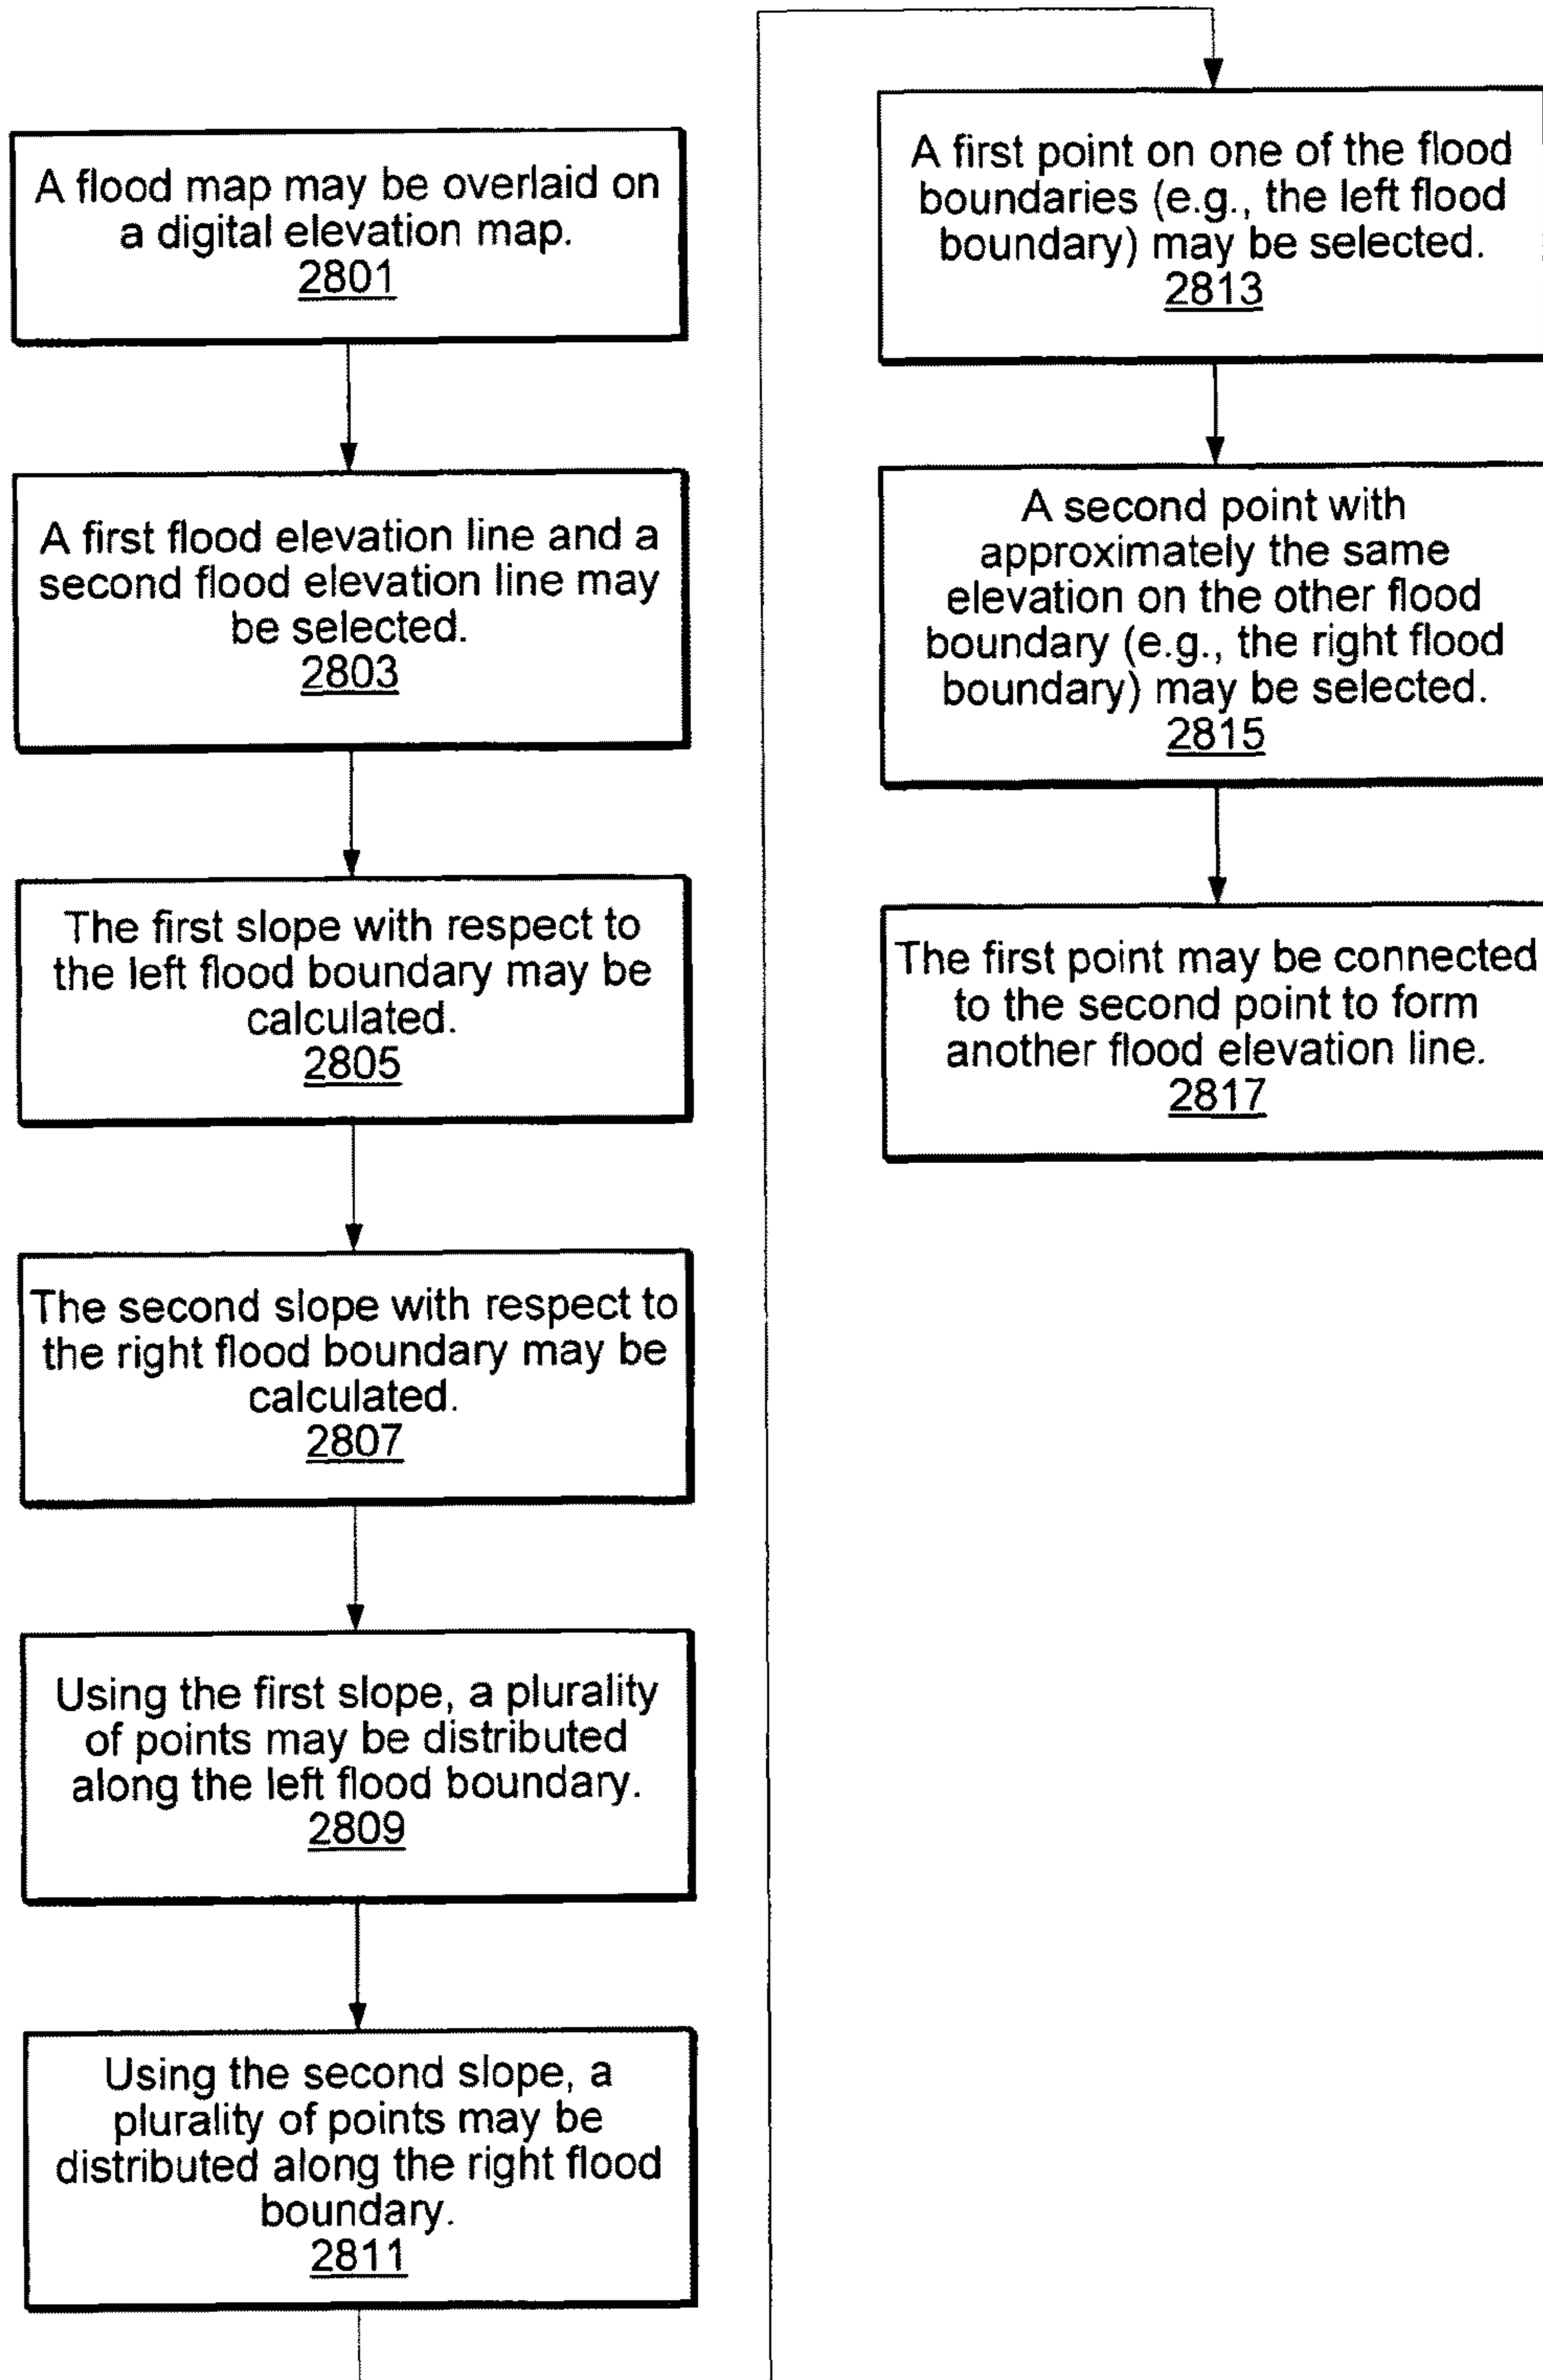 A flood map may be overlaid on
a digital elevation map.
2801
A first flood elevation line and a
second flood elevation line may
be selected.
2803
The first slope with respect to
the left flood boundary may be
calculated.
2805
The second slope with respect to
the right flood boundary may be
calculated.
2807
Using the first slope, a plurality
of points may be distributed
along the left flood boundary.
2809
Using the second slope, a
plurality of points may be
distributed along the right flood
boundary.
2811
A first point on one of the flood
boundaries (e.g., the left flood
boundary) may be selected.
2813
A second point with
approximately the same
elevation on the other flood
boundary (e.g., the right flood
boundary) may be selected.
2815
The first point may be connected
to the second point to form
another flood elevation line.
2817